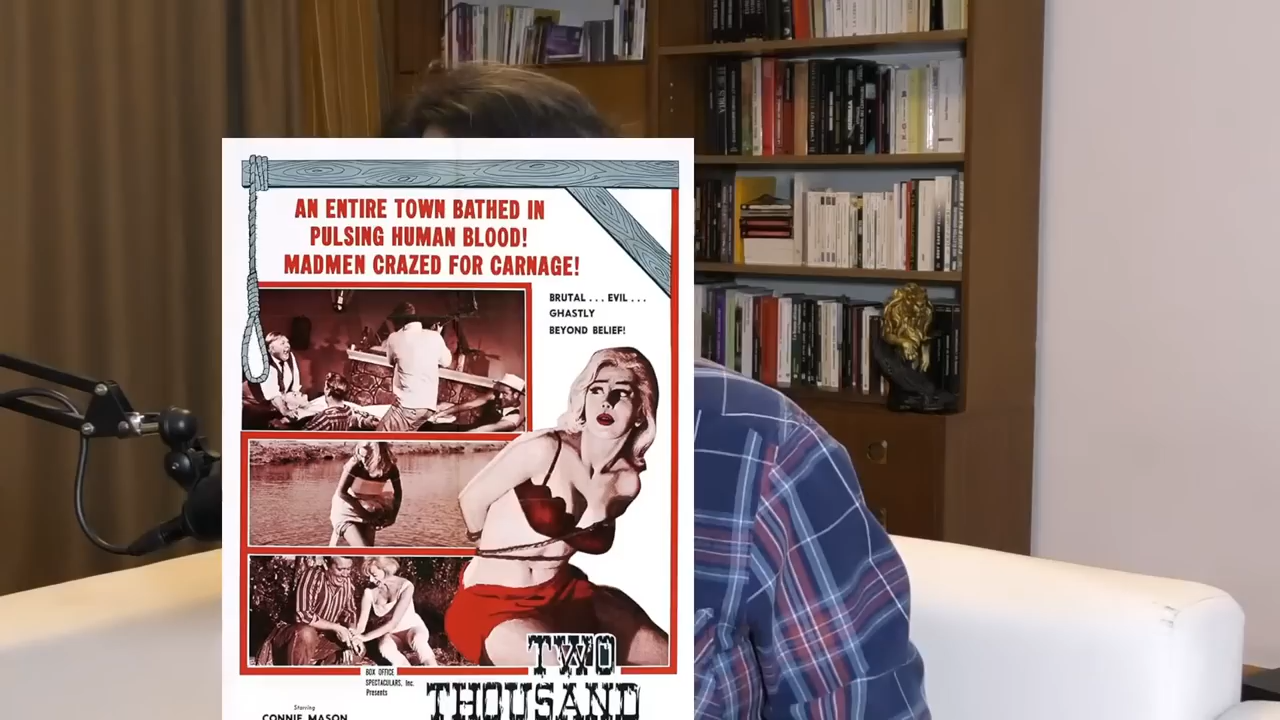 AN ENTIRE TOWN BATHED IN
PULSING HUMAN BLOOD!
MADMEN CRAZED FOR CARNAGE!
BRUTAL . . . EVIL . . .
GHASTLY
BEYOND BELIEF!
TWO
THOUSAND
BOX OFFICE
SPECTACULARS, Inc.
Presents
Starring
CONNIE MASON